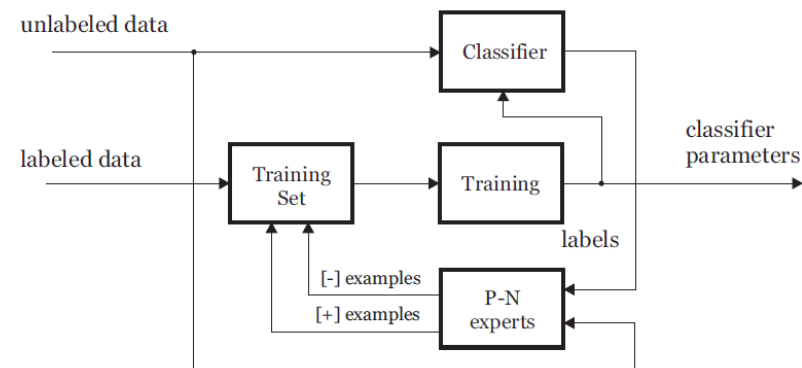 unlabeled data
Classifier
labeled data
Training
Set
Training
classifier
parameters
labels
[-] examples
[+] examples
P-N
experts